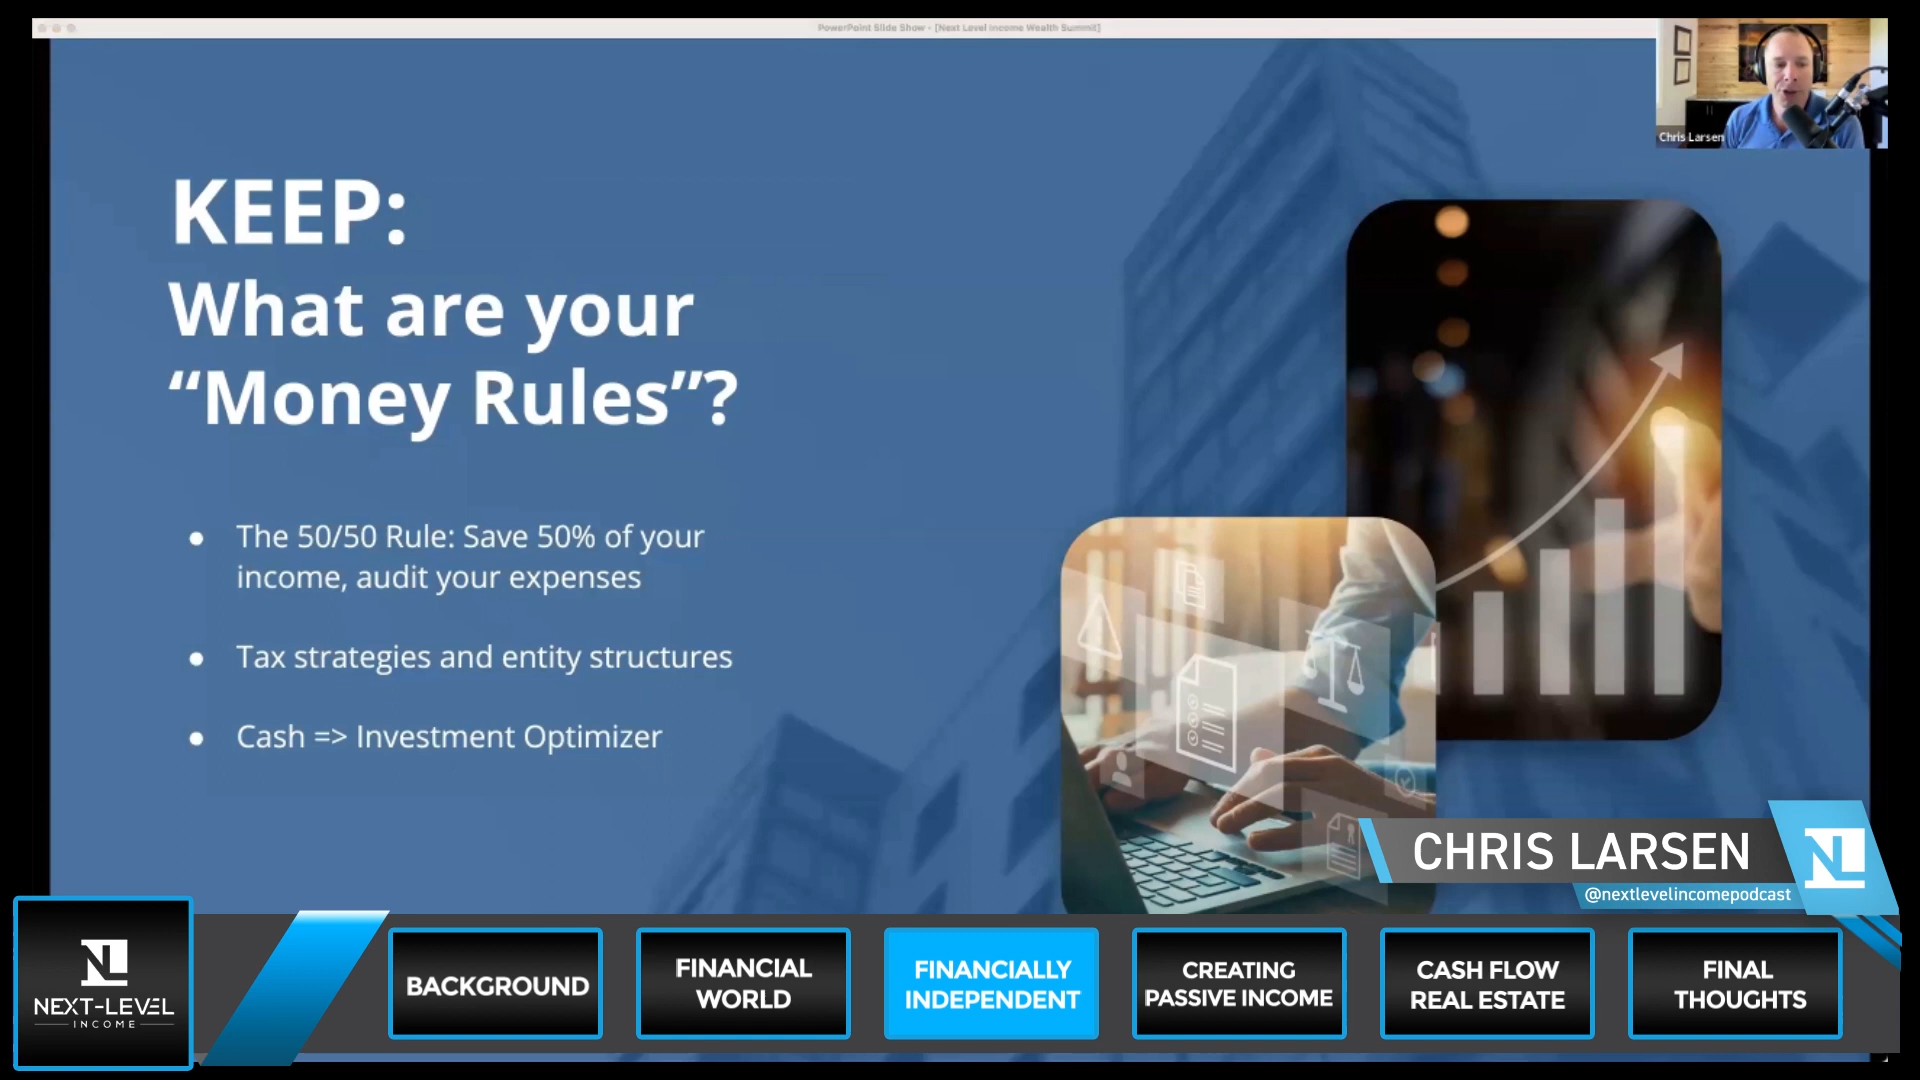 PowerPoint Slide Show - [Next Level Income Wealth Summit]
Chris Larsen
KEEP:
What are your
“Money Rules”?
● The 50/50 Rule: Save 50% of your
income, audit your expenses
● Tax strategies and entity structures
● Cash => Investment Optimizer
CHRIS LARSEN
@nextlevelincomepodcast
NL
NL
NEXT-LEVEL
INCOME
BACKGROUND
FINANCIAL
WORLD
FINANCIALLY
INDEPENDENT
CREATING
PASSIVE INCOME
CASH FLOW
REAL ESTATE
FINAL
THOUGHTS